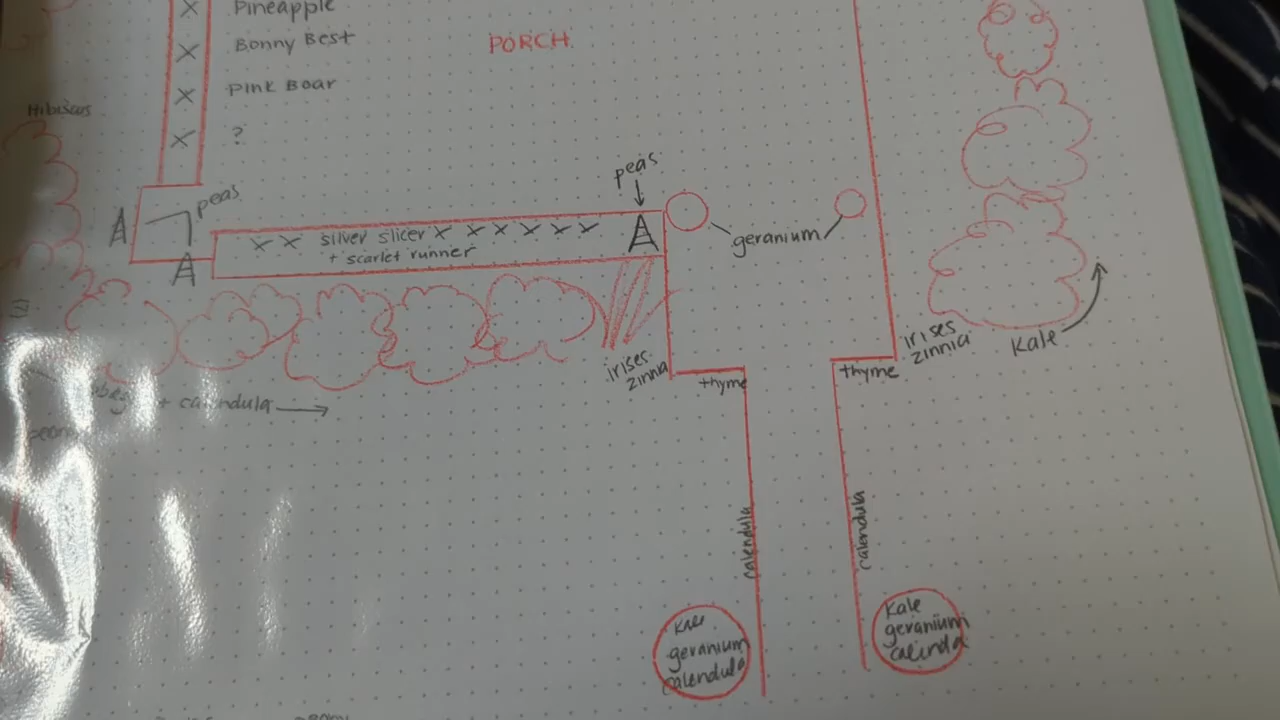 Pineapple
Bonny Best
PORCH
Pink Boar
Hibiscus
?
peas
peas
silver slicer
+ scarlet runner
geranium
irises
zinnia
irises
zinnia
Kale
thyme
thyme
+ calendula
calendula
calendula
Kale
geranium
calendula
Kale
geranium
calinda